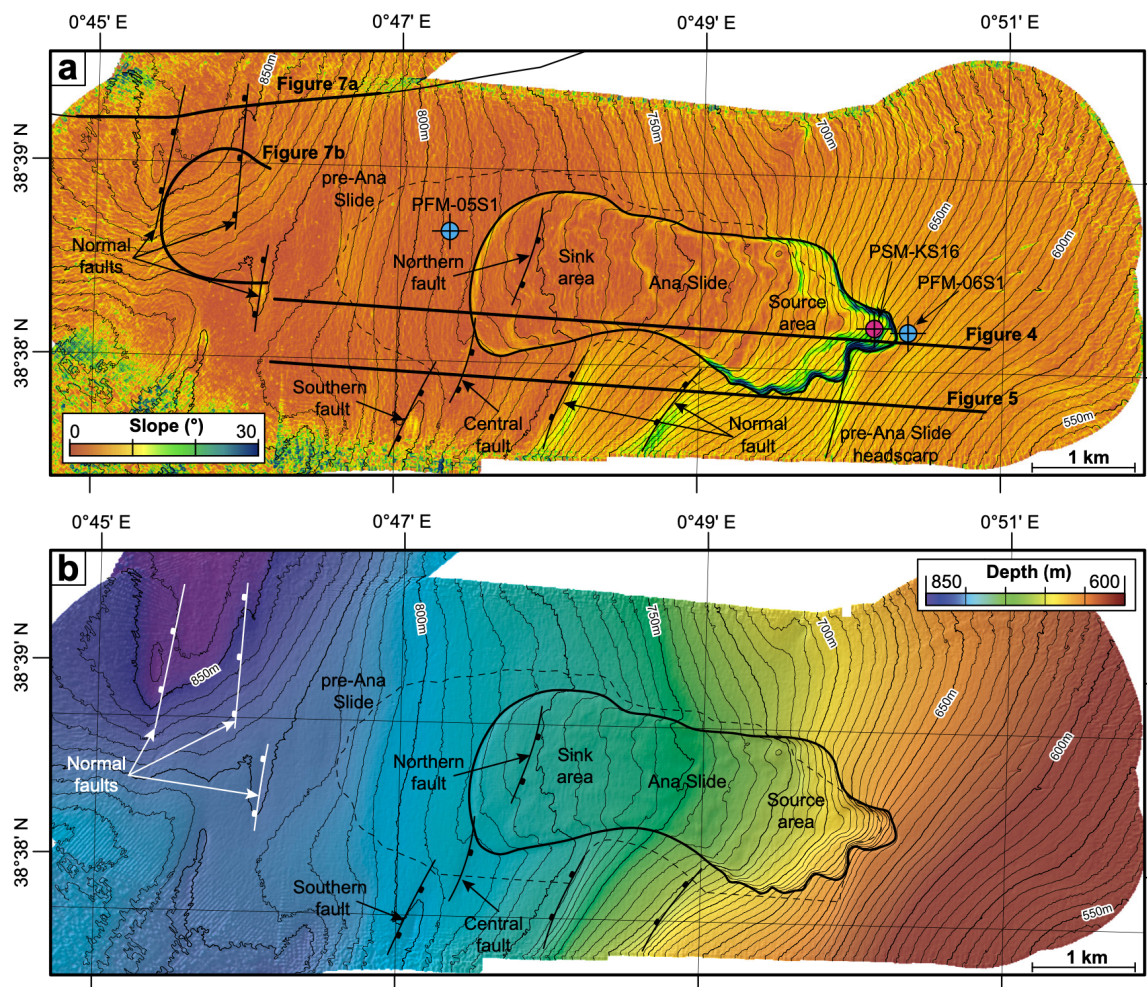 0°45' E
0°47' E
0°49' E
0°51' E
a
850m
Figure 7a
800m
750m
700m
38°39' N
Figure 7b
pre-Ana
Slide
PFM-05S1
650m
600m
Normal
faults
Northern
fault
Sink
area
Ana Slide
PSM-KS16
PFM-06S1
Source
area
38°38' N
Figure 4
Southern
fault
Figure 5
Central
fault
Normal
fault
pre-Ana Slide
headscarp
550m
Slope (°)
0
30
1 km
0°45' E
0°47' E
0°49' E
0°51' E
b
Depth (m)
850
600
800m
750m
700m
38°39' N
850m
pre-Ana
Slide
650m
600m
Normal
faults
Northern
fault
Sink
area
Ana Slide
Source
area
38°38' N
Southern
fault
Central
fault
550m
1 km